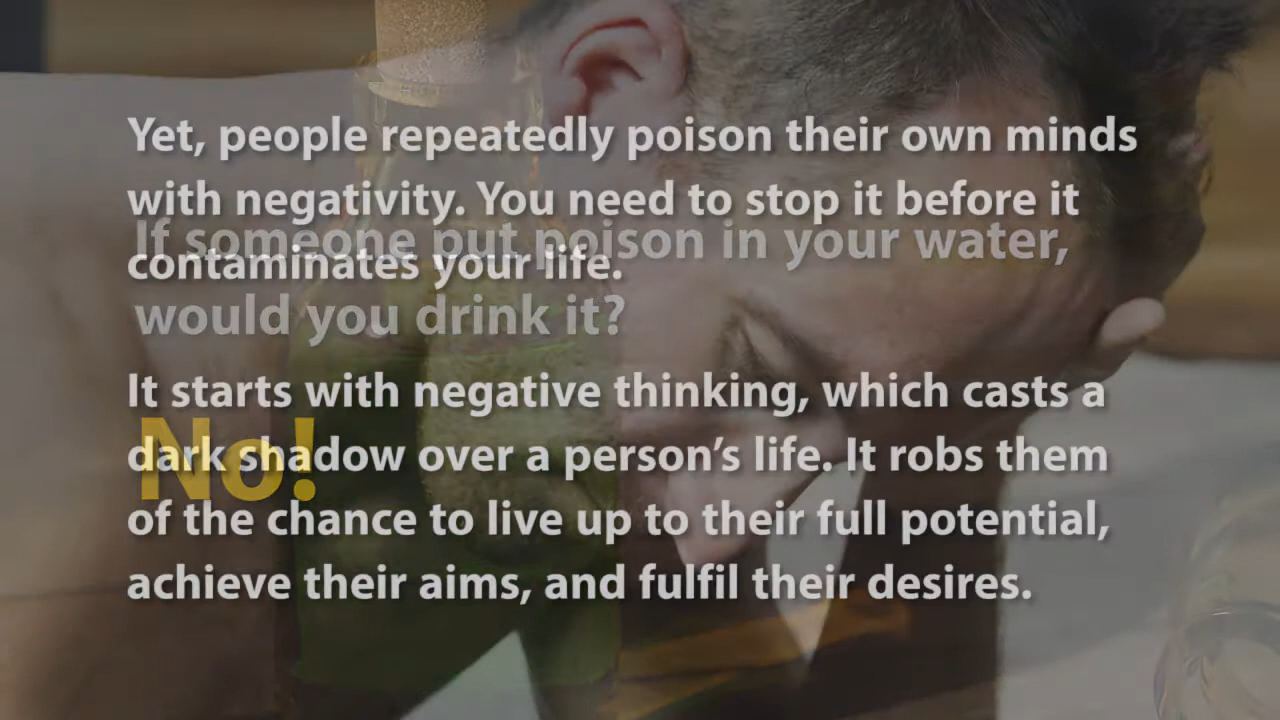 Yet, people repeatedly poison their own minds
with negativity. You need to stop it before it
contaminates your life.
If someone put poison in your water,
would you drink it?
No!
It starts with negative thinking, which casts a
dark shadow over a person’s life. It robs them
of the chance to live up to their full potential,
achieve their aims, and fulfil their desires.